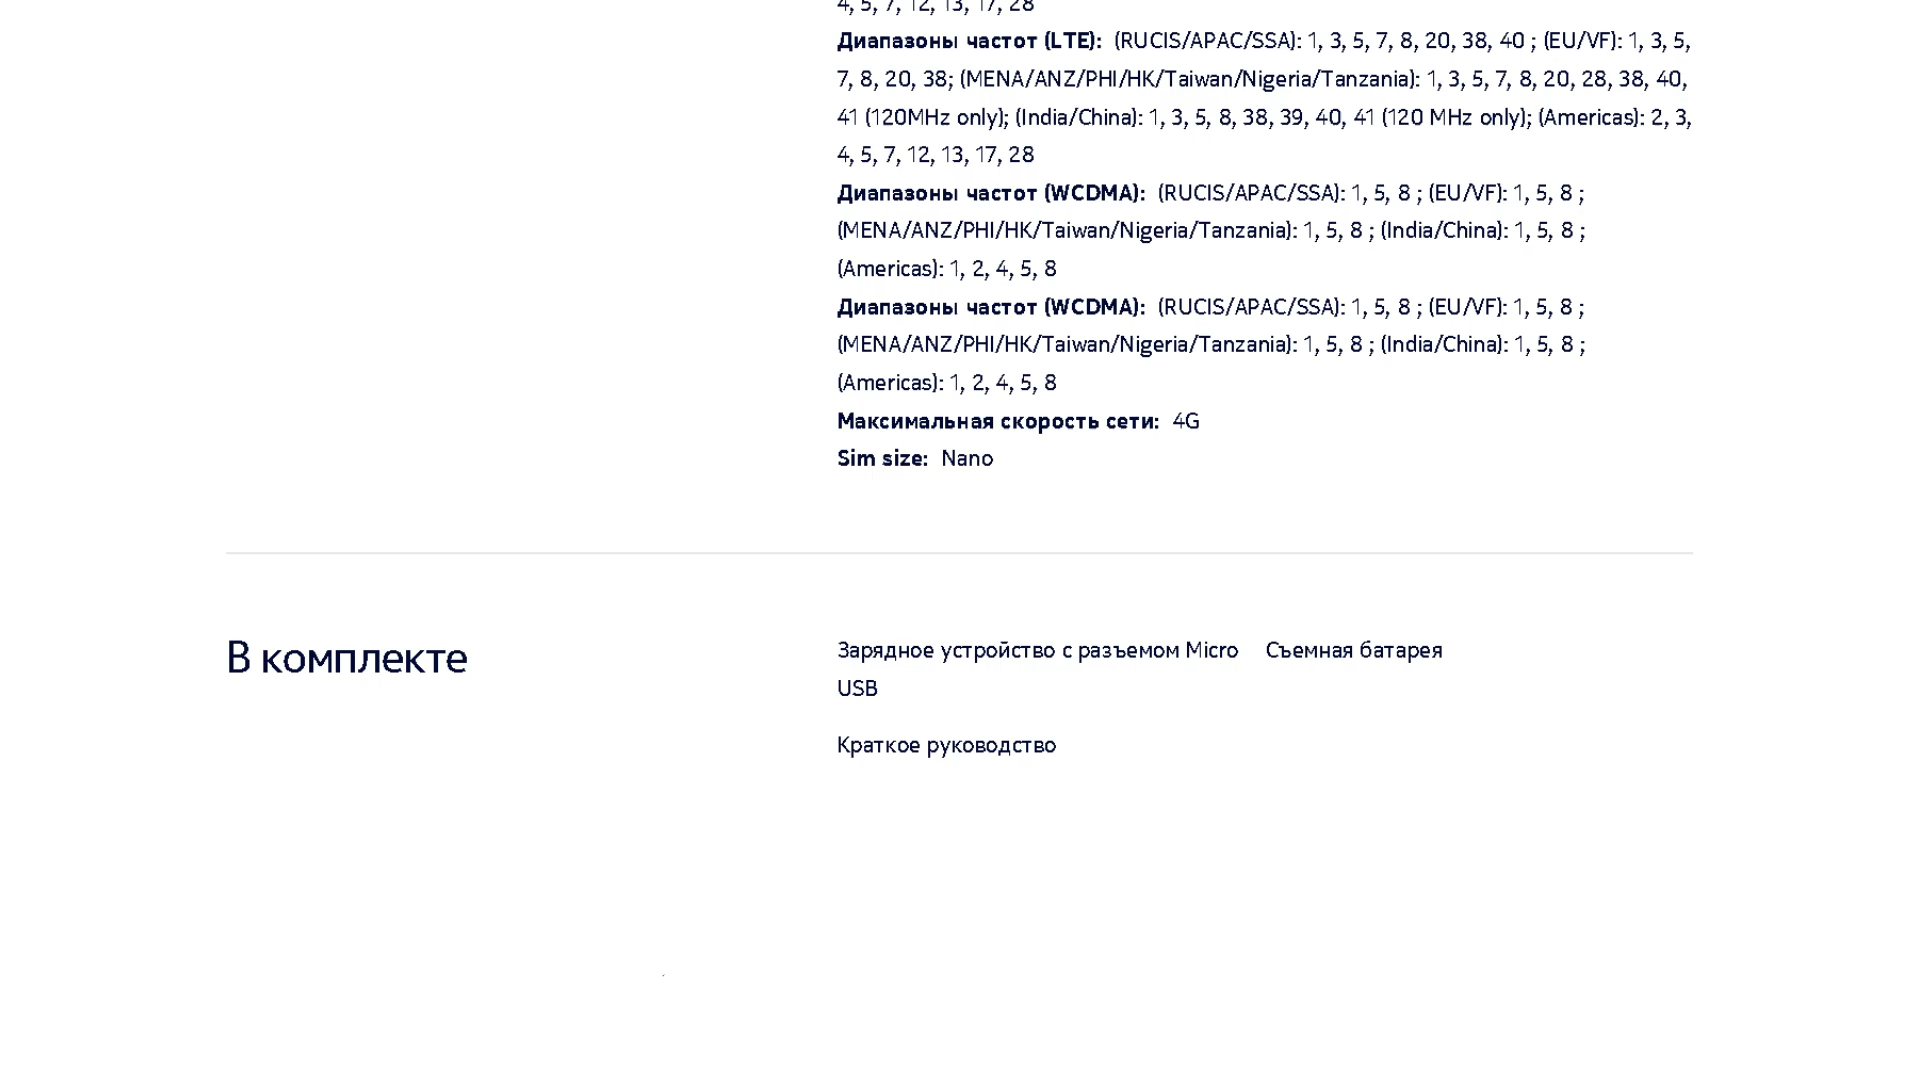 4, 5, 7, 12, 13, 17, 28
Диапазоны частот (LTE): (RUCIS/APAC/SSA): 1, 3, 5, 7, 8, 20, 38, 40 ; (EU/VF): 1, 3, 5,
7, 8, 20, 38; (MENA/ANZ/PHI/HK/Taiwan/Nigeria/Tanzania): 1, 3, 5, 7, 8, 20, 28, 38, 40,
41 (120MHz only); (India/China): 1, 3, 5, 8, 38, 39, 40, 41 (120 MHz only); (Americas): 2, 3,
4, 5, 7, 12, 13, 17, 28
Диапазоны частот (WCDMA): (RUCIS/APAC/SSA): 1, 5, 8 ; (EU/VF): 1, 5, 8 ;
(MENA/ANZ/PHI/HK/Taiwan/Nigeria/Tanzania): 1, 5, 8 ; (India/China): 1, 5, 8 ;
(Americas): 1, 2, 4, 5, 8
Диапазоны частот (WCDMA): (RUCIS/APAC/SSA): 1, 5, 8 ; (EU/VF): 1, 5, 8 ;
(MENA/ANZ/PHI/HK/Taiwan/Nigeria/Tanzania): 1, 5, 8 ; (India/China): 1, 5, 8 ;
(Americas): 1, 2, 4, 5, 8
Максимальная скорость сети: 4G
Sim size: Nano
В комплекте
Зарядное устройство с разъемом Micro
USB
Съемная батарея
Краткое руководство